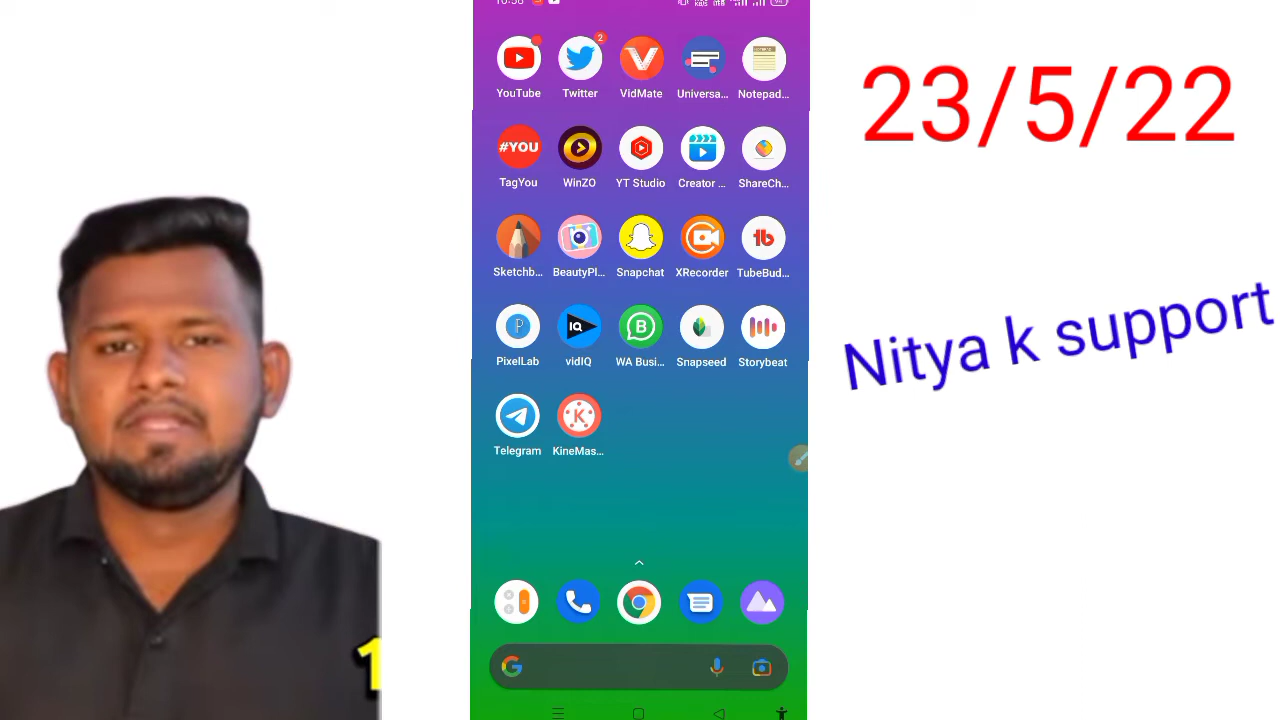 YouTube Twitter VidMate Universa... Notepad...
#YOU
TagYou WinZO YT Studio Creator ... ShareCh...
Sketchb... BeautyPl... Snapchat XRecorder TubeBud...
PixelLab vidIQ WA Busi... Snapseed Storybeat
Telegram KineMas...
23/5/22
Nitya k support
1